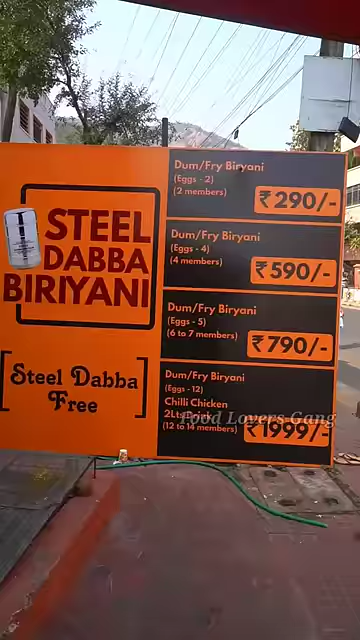 STEEL
DABBA
BIRIYANI
Steel Dabba
Free
Dum/Fry Biryani
(Eggs - 2)
(2 members)
₹290/-
Dum/Fry Biryani
(Eggs - 4)
(4 members)
₹590/-
Dum/Fry Biryani
(Eggs - 5)
(6 to 7 members)
₹790/-
Dum/Fry Biryani
(Eggs - 12)
Chilli Chicken
2Lts Drink
(12 to 14 members)
₹1999/-
Food Lovers Gang